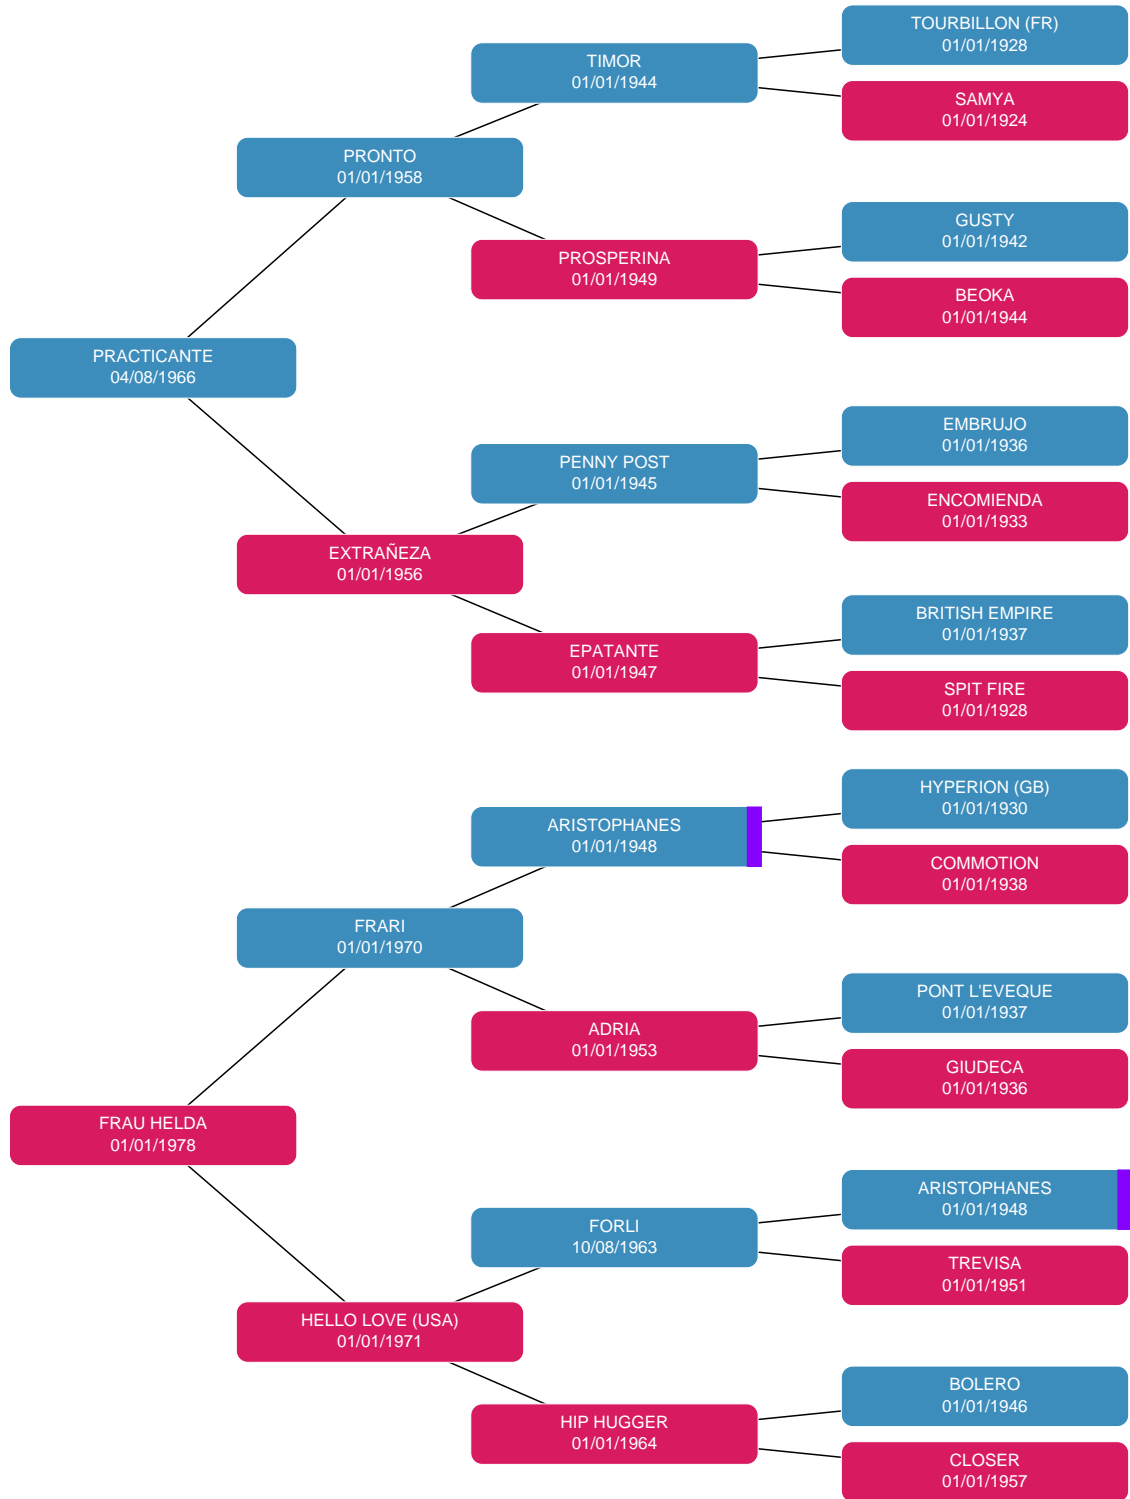 TOURBILLON (FR)
01/01/1928
TIMOR
01/01/1944
SAMYA
01/01/1924
PRONTO
01/01/1958
GUSTY
01/01/1942
PROSPERINA
01/01/1949
BEOKA
01/01/1944
PRACTICANTE
04/08/1966
EMBRUJO
01/01/1936
PENNY POST
01/01/1945
ENCOMIENDA
01/01/1933
EXTRAÑEZA
01/01/1956
BRITISH EMPIRE
01/01/1937
EPATANTE
01/01/1947
SPIT FIRE
01/01/1928
HYPERION (GB)
01/01/1930
ARISTOPHANES
01/01/1948
COMMOTION
01/01/1938
FRARI
01/01/1970
PONT L'EVEQUE
01/01/1937
ADRIA
01/01/1953
GIUDECA
01/01/1936
FRAU HELDA
01/01/1978
ARISTOPHANES
01/01/1948
FORLI
10/08/1963
TREVISA
01/01/1951
HELLO LOVE (USA)
01/01/1971
BOLERO
01/01/1946
HIP HUGGER
01/01/1964
CLOSER
01/01/1957